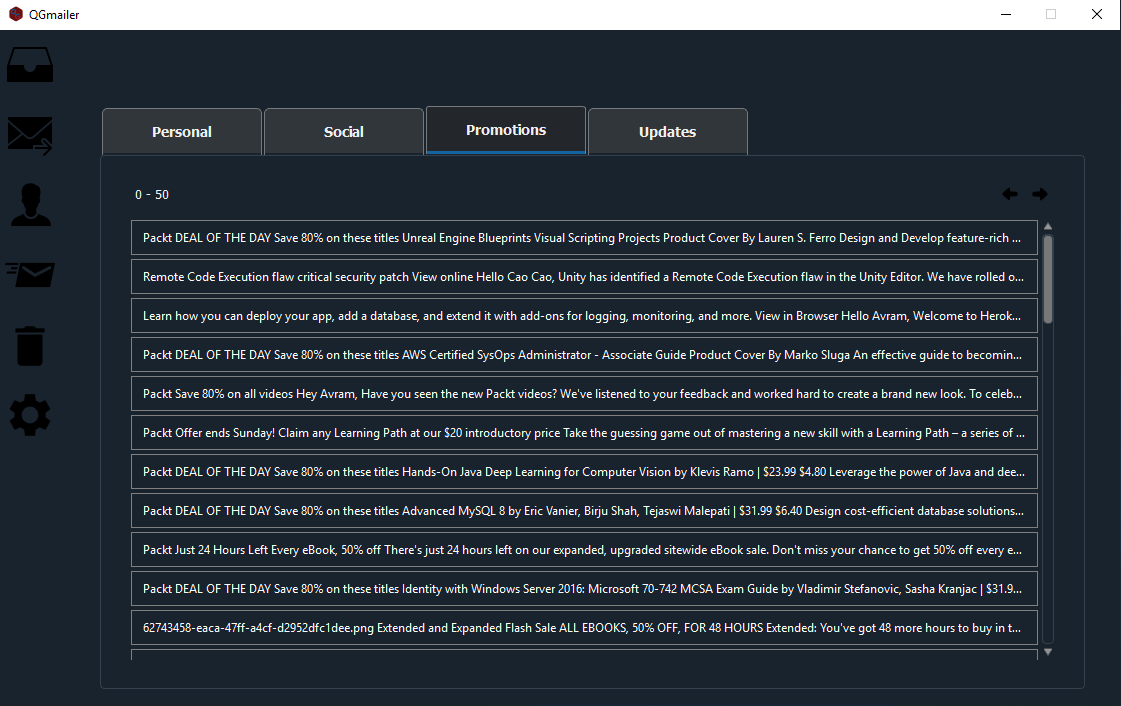 QGmailer
Personal
Social
Promotions
Updates
0 - 50
Packt DEAL OF THE DAY Save 80% on these titles Unreal Engine Blueprints Visual Scripting Projects Product Cover By Lauren S. Ferro Design and Develop feature-rich ...
Remote Code Execution flaw critical security patch View online Hello Cao Cao, Unity has identified a Remote Code Execution flaw in the Unity Editor. We have rolled o...
Learn how you can deploy your app, add a database, and extend it with add-ons for logging, monitoring, and more. View in Browser Hello Avram, Welcome to Herok...
Packt DEAL OF THE DAY Save 80% on these titles AWS Certified SysOps Administrator - Associate Guide Product Cover By Marko Sluga An effective guide to becomin...
Packt Save 80% on all videos Hey Avram, Have you seen the new Packt videos? We've listened to your feedback and worked hard to create a brand new look. To celeb...
Packt Offer ends Sunday! Claim any Learning Path at our $20 introductory price Take the guessing game out of mastering a new skill with a Learning Path – a series of ...
Packt DEAL OF THE DAY Save 80% on these titles Hands-On Java Deep Learning for Computer Vision by Klevis Ramo | $23.99 $4.80 Leverage the power of Java and dee...
Packt DEAL OF THE DAY Save 80% on these titles Advanced MySQL 8 by Eric Vanier, Birju Shah, Tejaswi Malepati | $31.99 $6.40 Design cost-efficient database solutions...
Packt Just 24 Hours Left Every eBook, 50% off There's just 24 hours left on our expanded, upgraded sitewide eBook sale. Don't miss your chance to get 50% off every e...
Packt DEAL OF THE DAY Save 80% on these titles Identity with Windows Server 2016: Microsoft 70-742 MCSA Exam Guide by Vladimir Stefanovic, Sasha Kranjac | $31.9...
62743458-eaca-47ff-a4cf-d2952dfc1dee.png Extended and Expanded Flash Sale ALL EBOOKS, 50% OFF, FOR 48 HOURS Extended: You've got 48 more hours to buy in t...